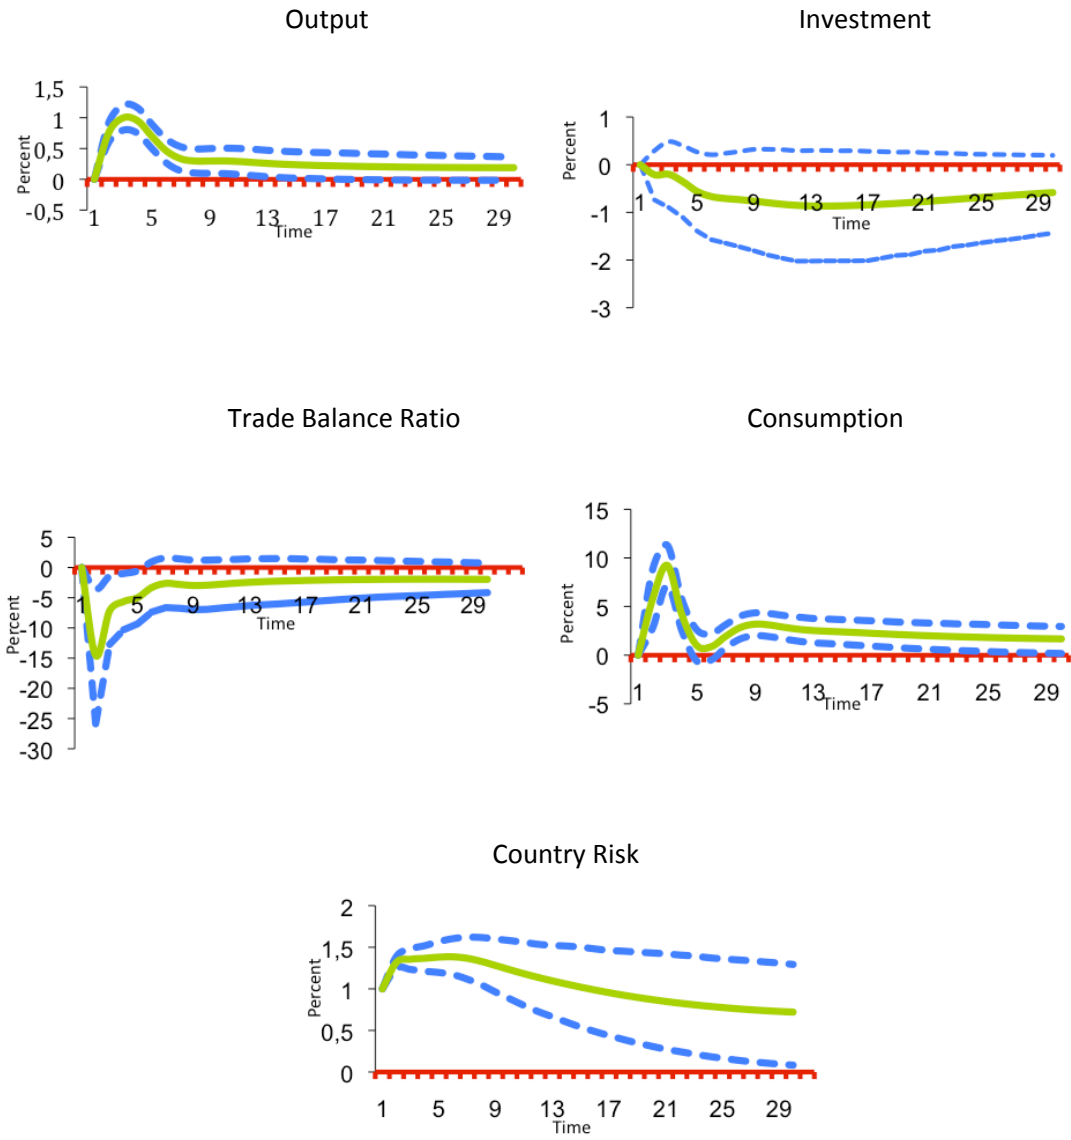 Output
Investment
Percent
1,5
1
0,5
0
-0,5
1 5 9 13 17 21 25 29
Time
Percent
1
0
-1
-2
-3
1 5 9 13 17 21 25 29
Time
Trade Balance Ratio
Consumption
Percent
5
0
-5
-10
-15
-20
-25
-30
1 5 9 13 17 21 25 29
Time
Percent
15
10
5
0
-5
1 5 9 13 17 21 25 29
Time
Country Risk
Percent
2
1,5
1
0,5
0
1 5 9 13 17 21 25 29
Time